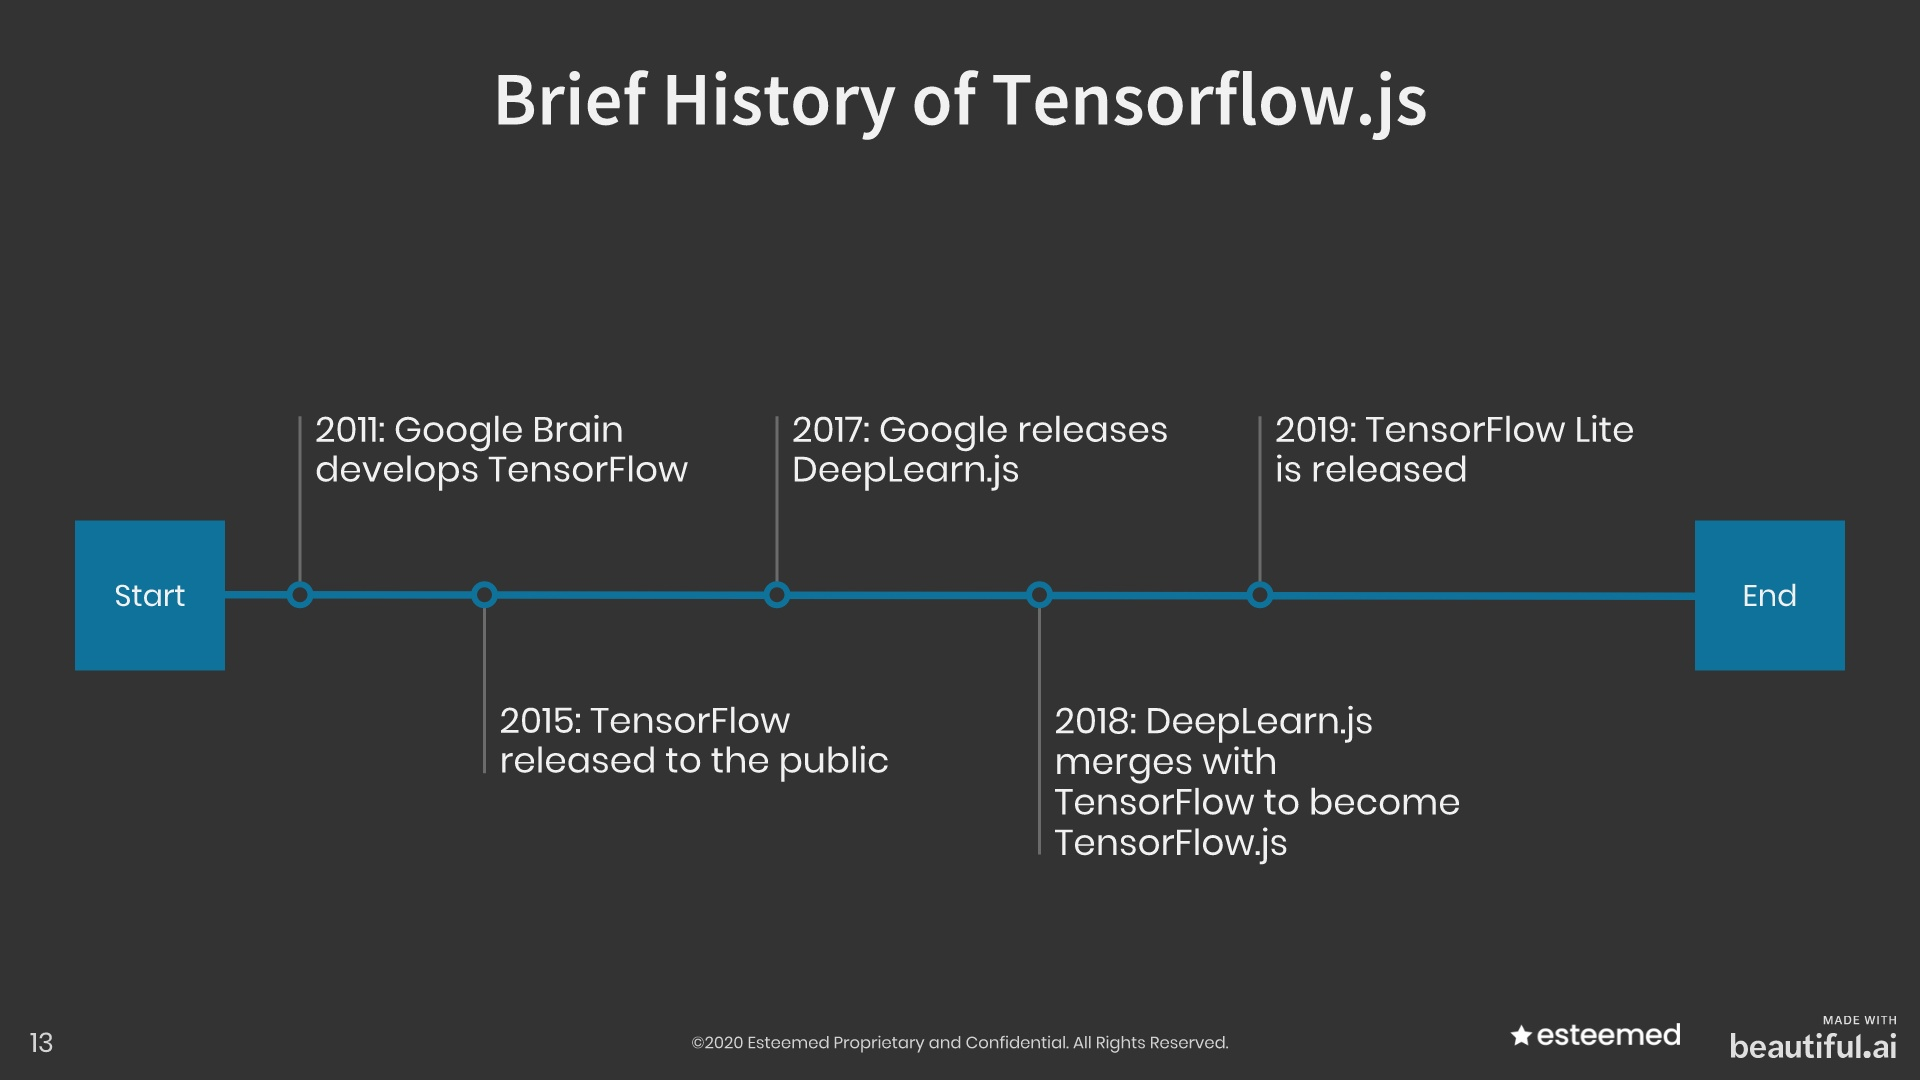 Brief History of Tensorflow.js
2011: Google Brain
develops TensorFlow
2017: Google releases
DeepLearn.js
2019: TensorFlow Lite
is released
Start
End
2015: TensorFlow
released to the public
2018: DeepLearn.js
merges with
TensorFlow to become
TensorFlow.js
13
©2020 Esteemed Proprietary and Confidential. All Rights Reserved.
esteemed
MADE WITH
beautiful.ai